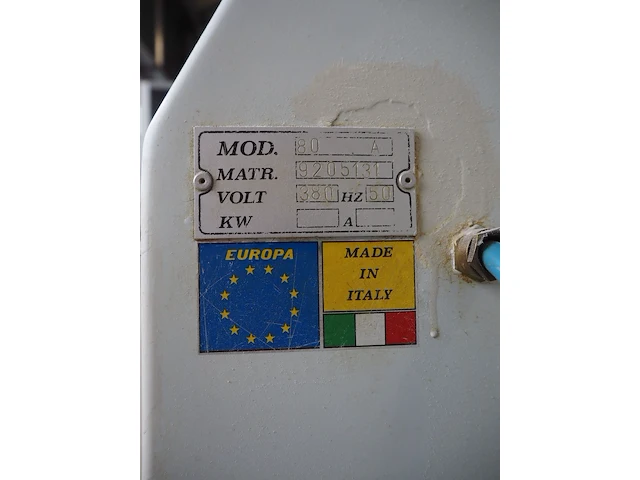 MOD. 80 A
MATR. 9205131
VOLT 380 HZ 50
KW A
EUROPA
MADE
IN
ITALY